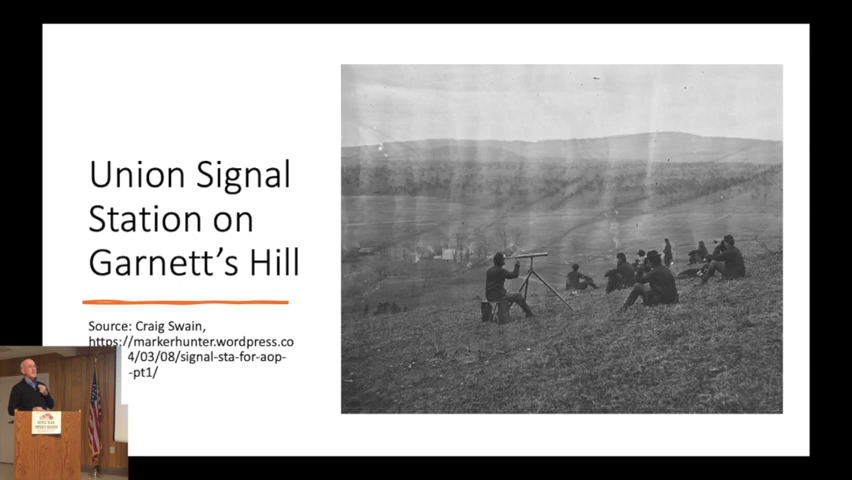 Union Signal
Station on
Garnett's Hill
Source: Craig Swain,
https://markerhunter.wordpress.co
4/03/08/signal-sta-for-aop-
-pt1/